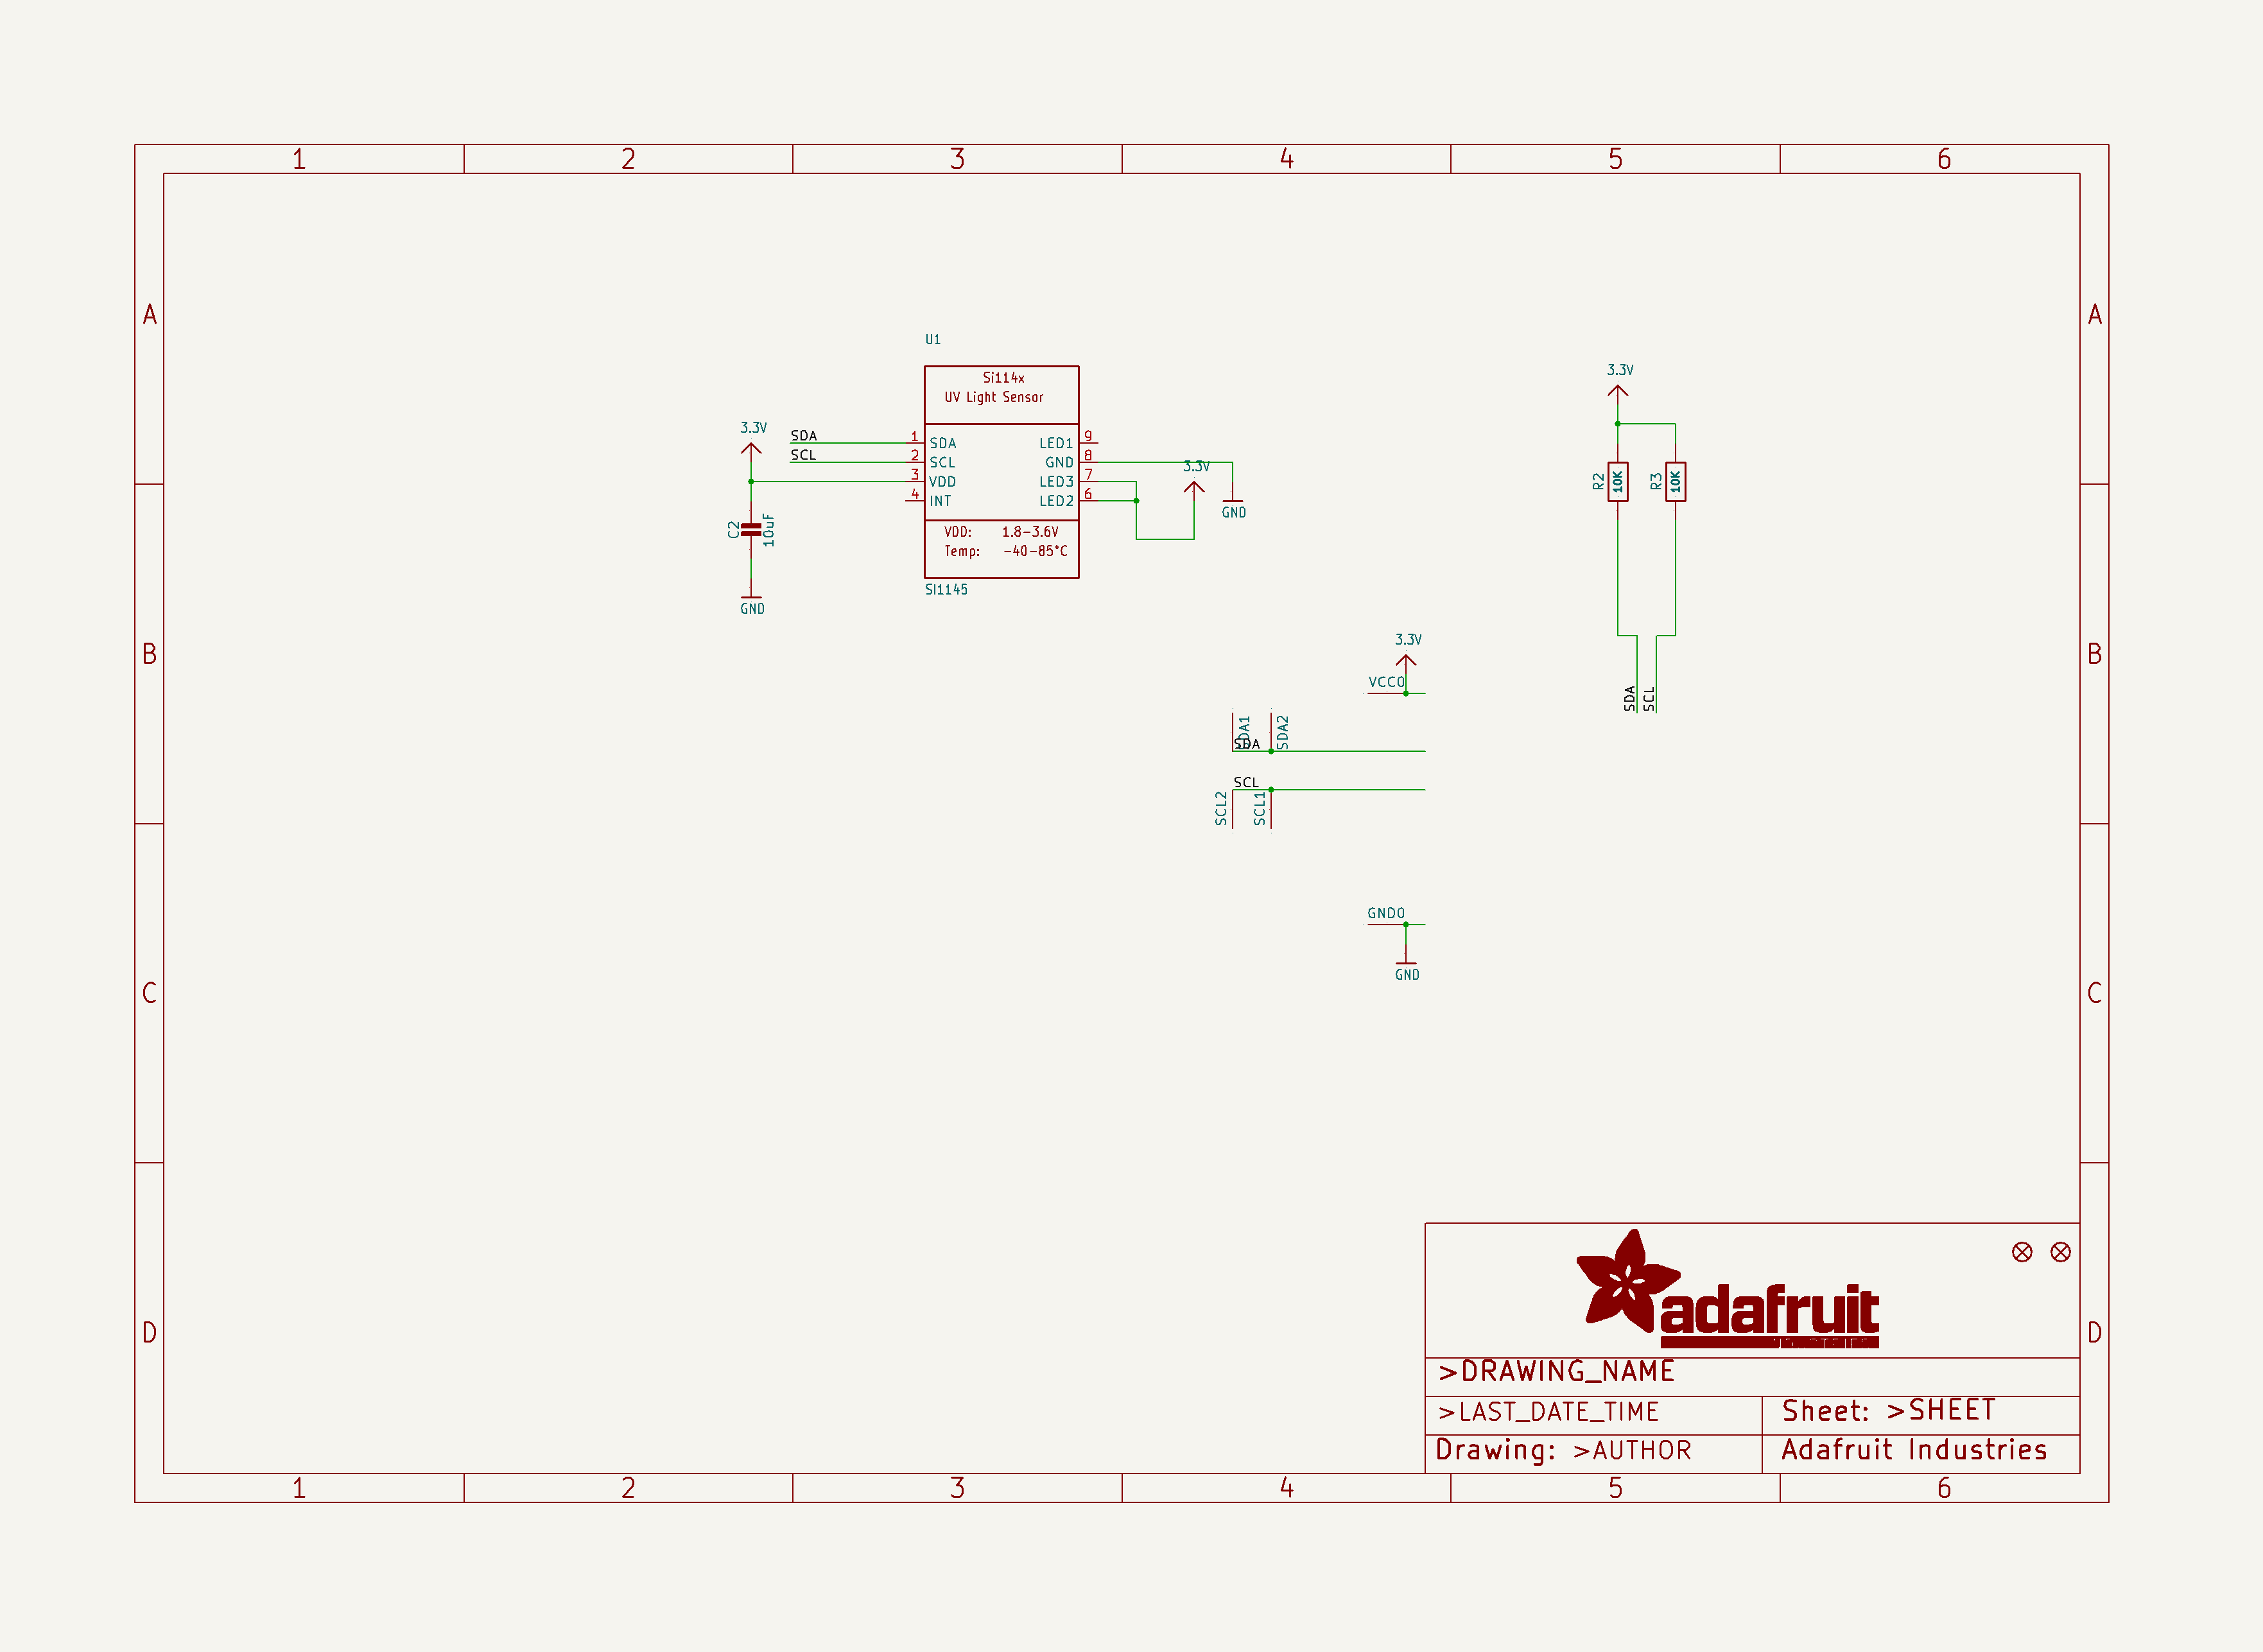 1 2 3 4 5 6
A A
U1
Si114x
UV Light Sensor
3.3V
3.3V
SDA
SCL
1 SDA
2 SCL
3 VDD
4 INT
LED1 9
GND 8
LED3 7
LED2 6
3.3V
GND
R2
10K
R3
10K
C2
10uF
VDD: 1.8-3.6V
Temp: -40-85°C
SI1145
GND
B B
3.3V
VCC0
SDA
SCL
SDA1
SDA2
SDA
SCL
SCL2
SCL1
GND0
GND
C C
D D
adafruit
>DRAWING_NAME
>LAST_DATE_TIME
Sheet: >SHEET
Drawing: >AUTHOR
Adafruit Industries
1 2 3 4 5 6